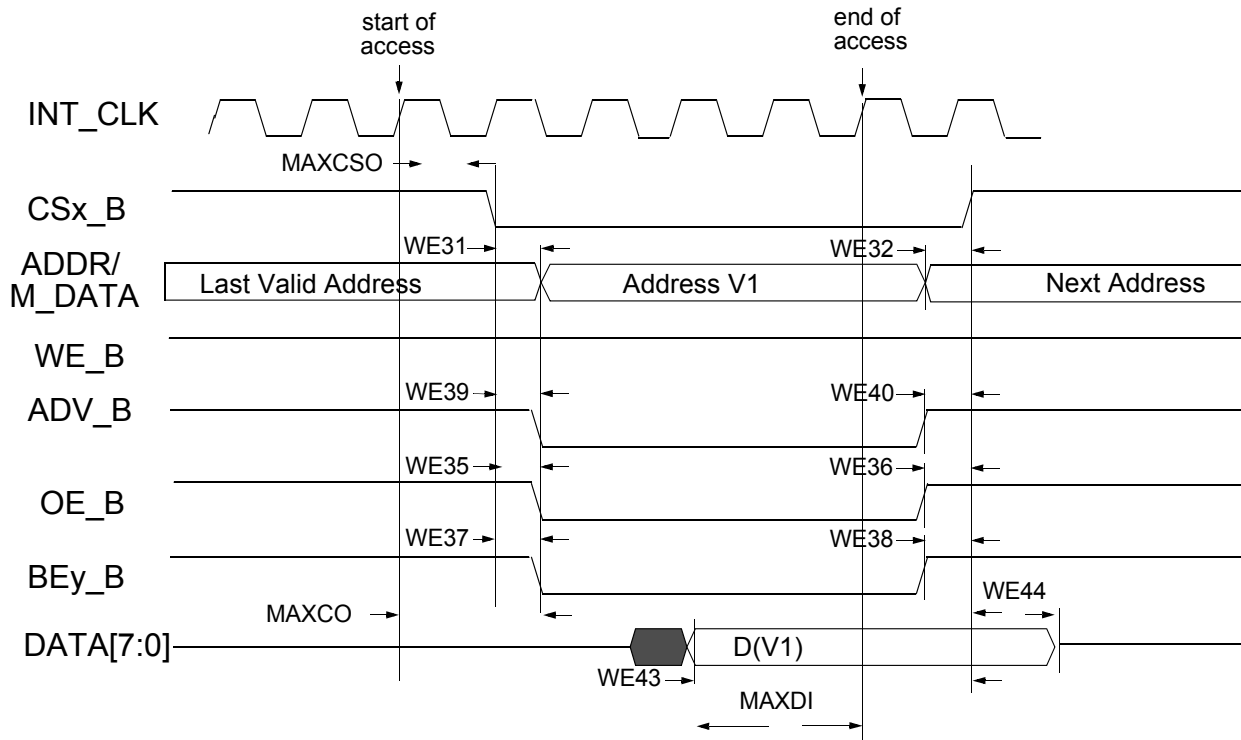 start of
access
end of
access
INT_CLK
MAXCSO
CSx_B
WE31
WE32
ADDR/
M_DATA
Last Valid Address
Address V1
Next Address
WE_B
WE39
WE40
ADV_B
WE35
WE36
OE_B
WE37
WE38
BEy_B
WE44
MAXCO
DATA[7:0]
D(V1)
WE43
MAXDI